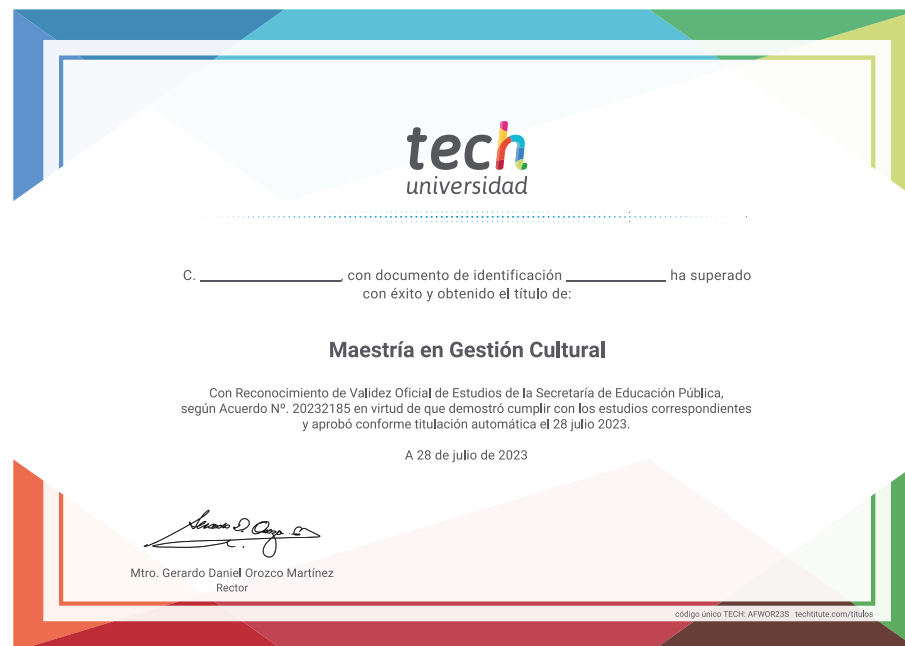 tech
universidad
C. ____________________, con documento de identificación ______________ ha superado
con éxito y obtenido el título de:
Maestría en Gestión Cultural
Con Reconocimiento de Validez Oficial de Estudios de la Secretaría de Educación Pública,
según Acuerdo Nº. 20232185 en virtud de que demostró cumplir con los estudios correspondientes
y aprobó conforme titulación automática el 28 julio 2023.
A 28 de julio de 2023
Mtro. Gerardo Daniel Orozco Martínez
Rector
código único TECH: AFWOR23S techtitute.com/titulos